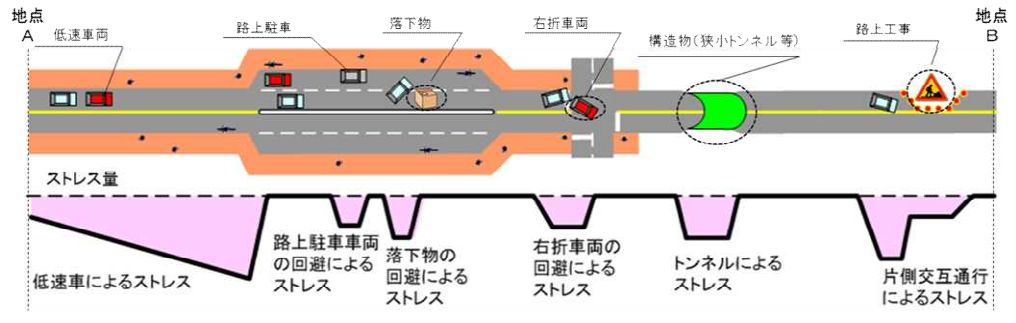 地点
A
低速車両
路上駐車
落下物
右折車両
構造物(狭小トンネル等)
路上工事
地点
B
ストレス量
低速車によるストレス
路上駐車車両
の回避による
ストレス
落下物の
回避による
ストレス
右折車両の
回避による
ストレス
トンネルによる
ストレス
片側交互通行
によるストレス